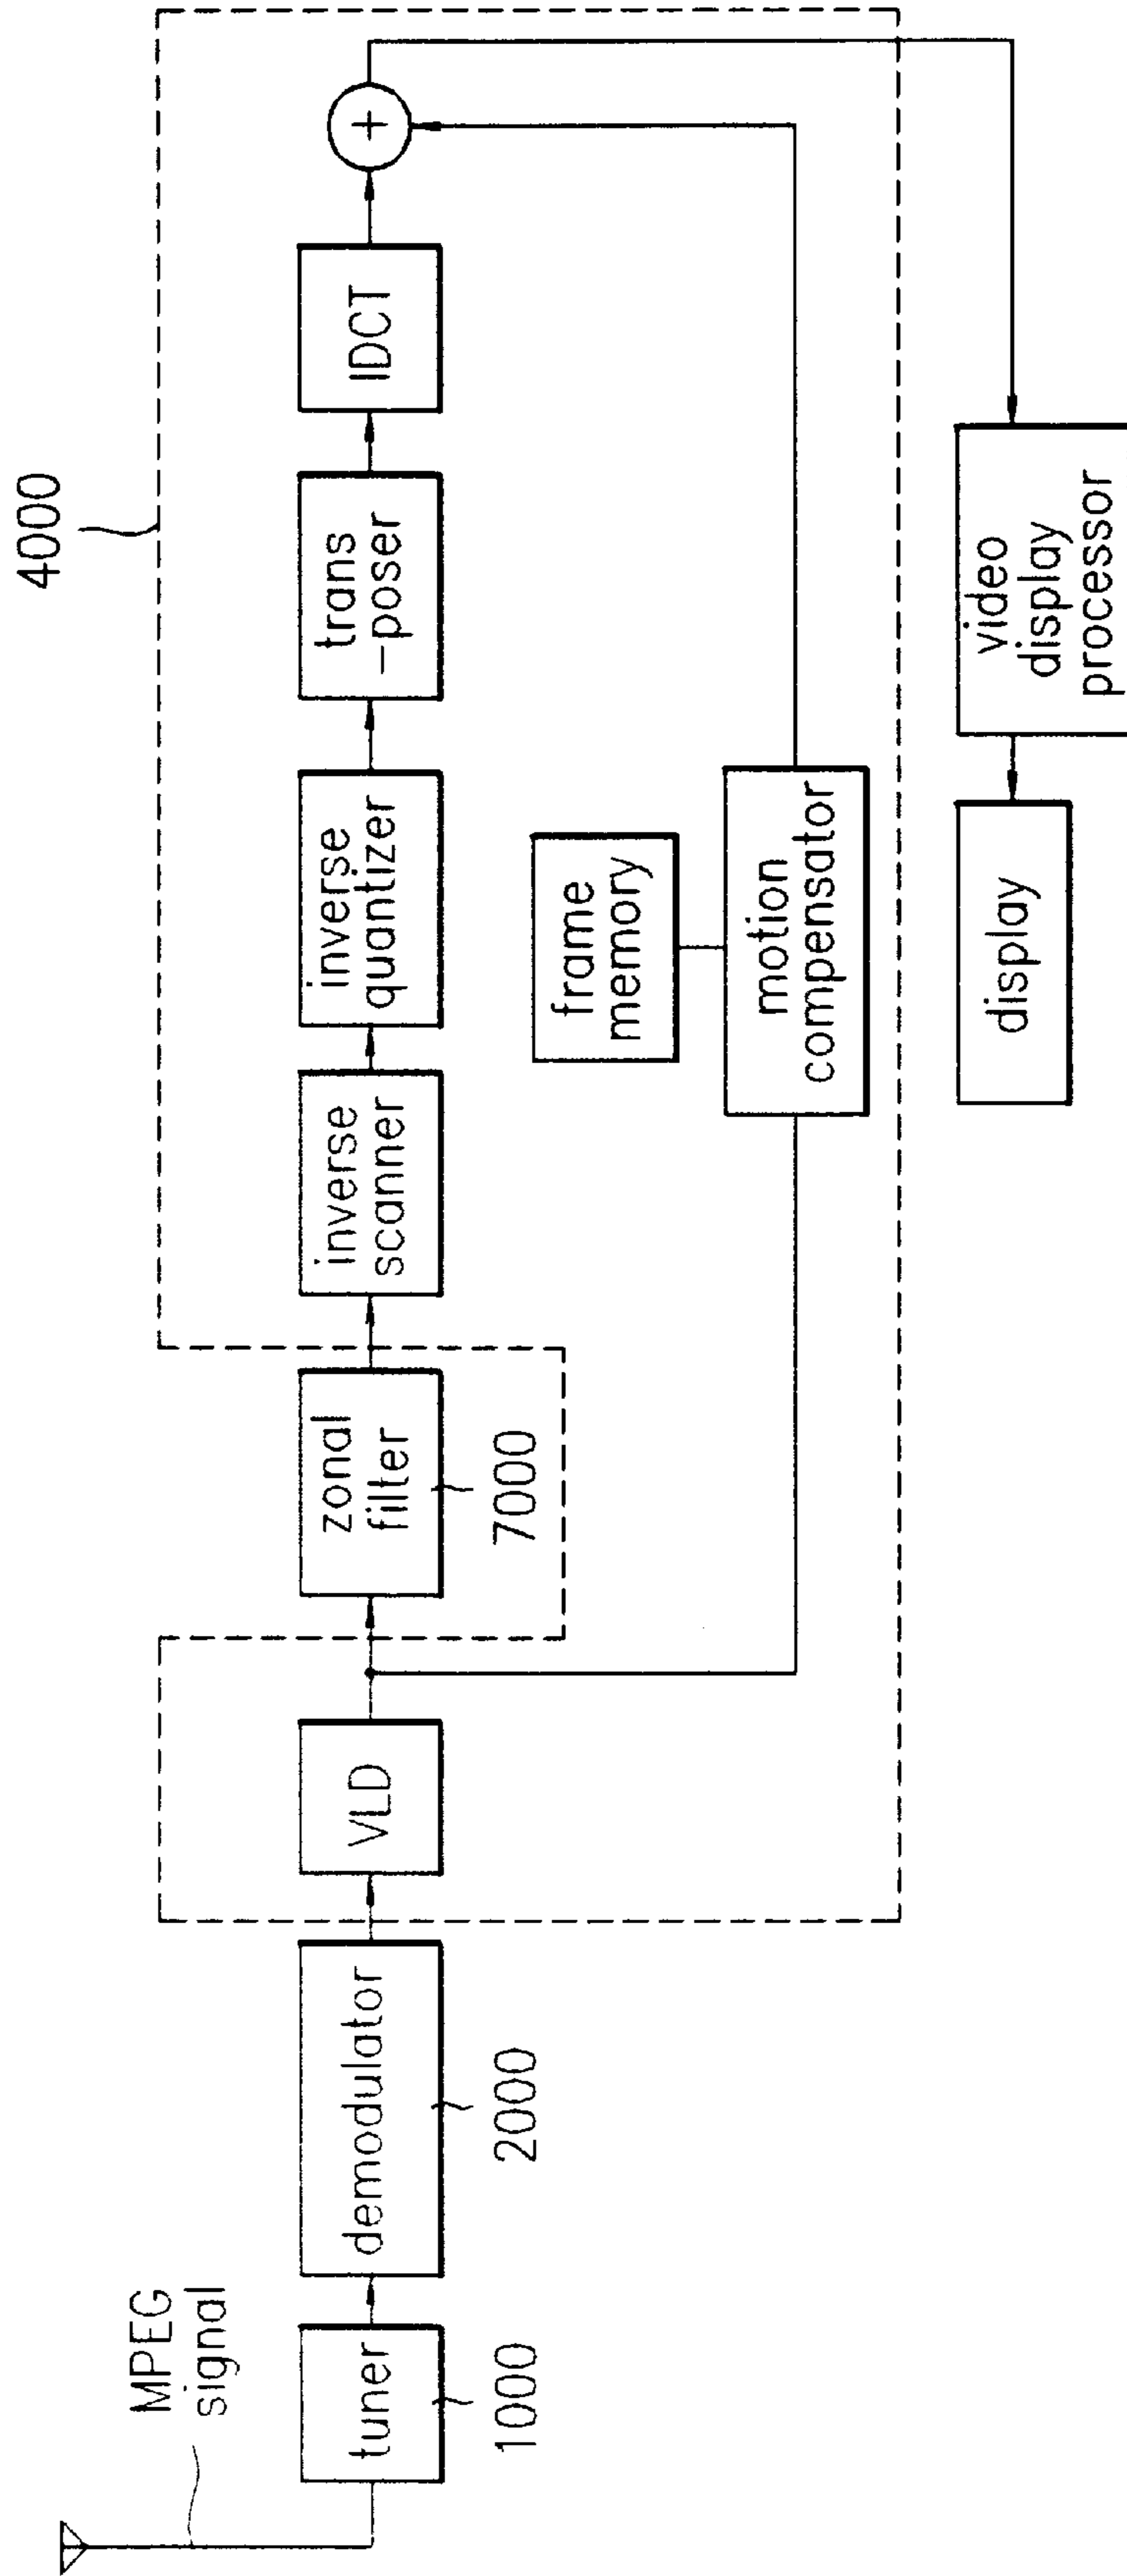 MPEG
signal
tuner
1000
demodulator
2000
VLD
zonal
filter
7000
inverse
scanner
inverse
quantizer
trans
-poser
IDCT
+
4000
frame
memory
motion
compensator
video
display
processor
display